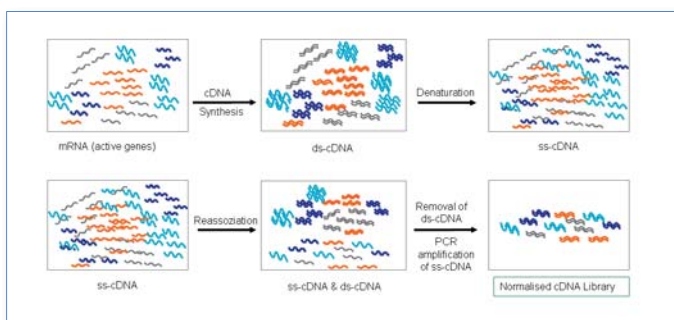 cDNA
Synthesis
Denaturation
mRNA (active genes)
ds-cDNA
ss-cDNA
Reassoziation
Removal of
ds-cDNA
PCR
amplification
of ss-cDNA
ss-cDNA
ss-cDNA & ds-cDNA
Normalised cDNA Library